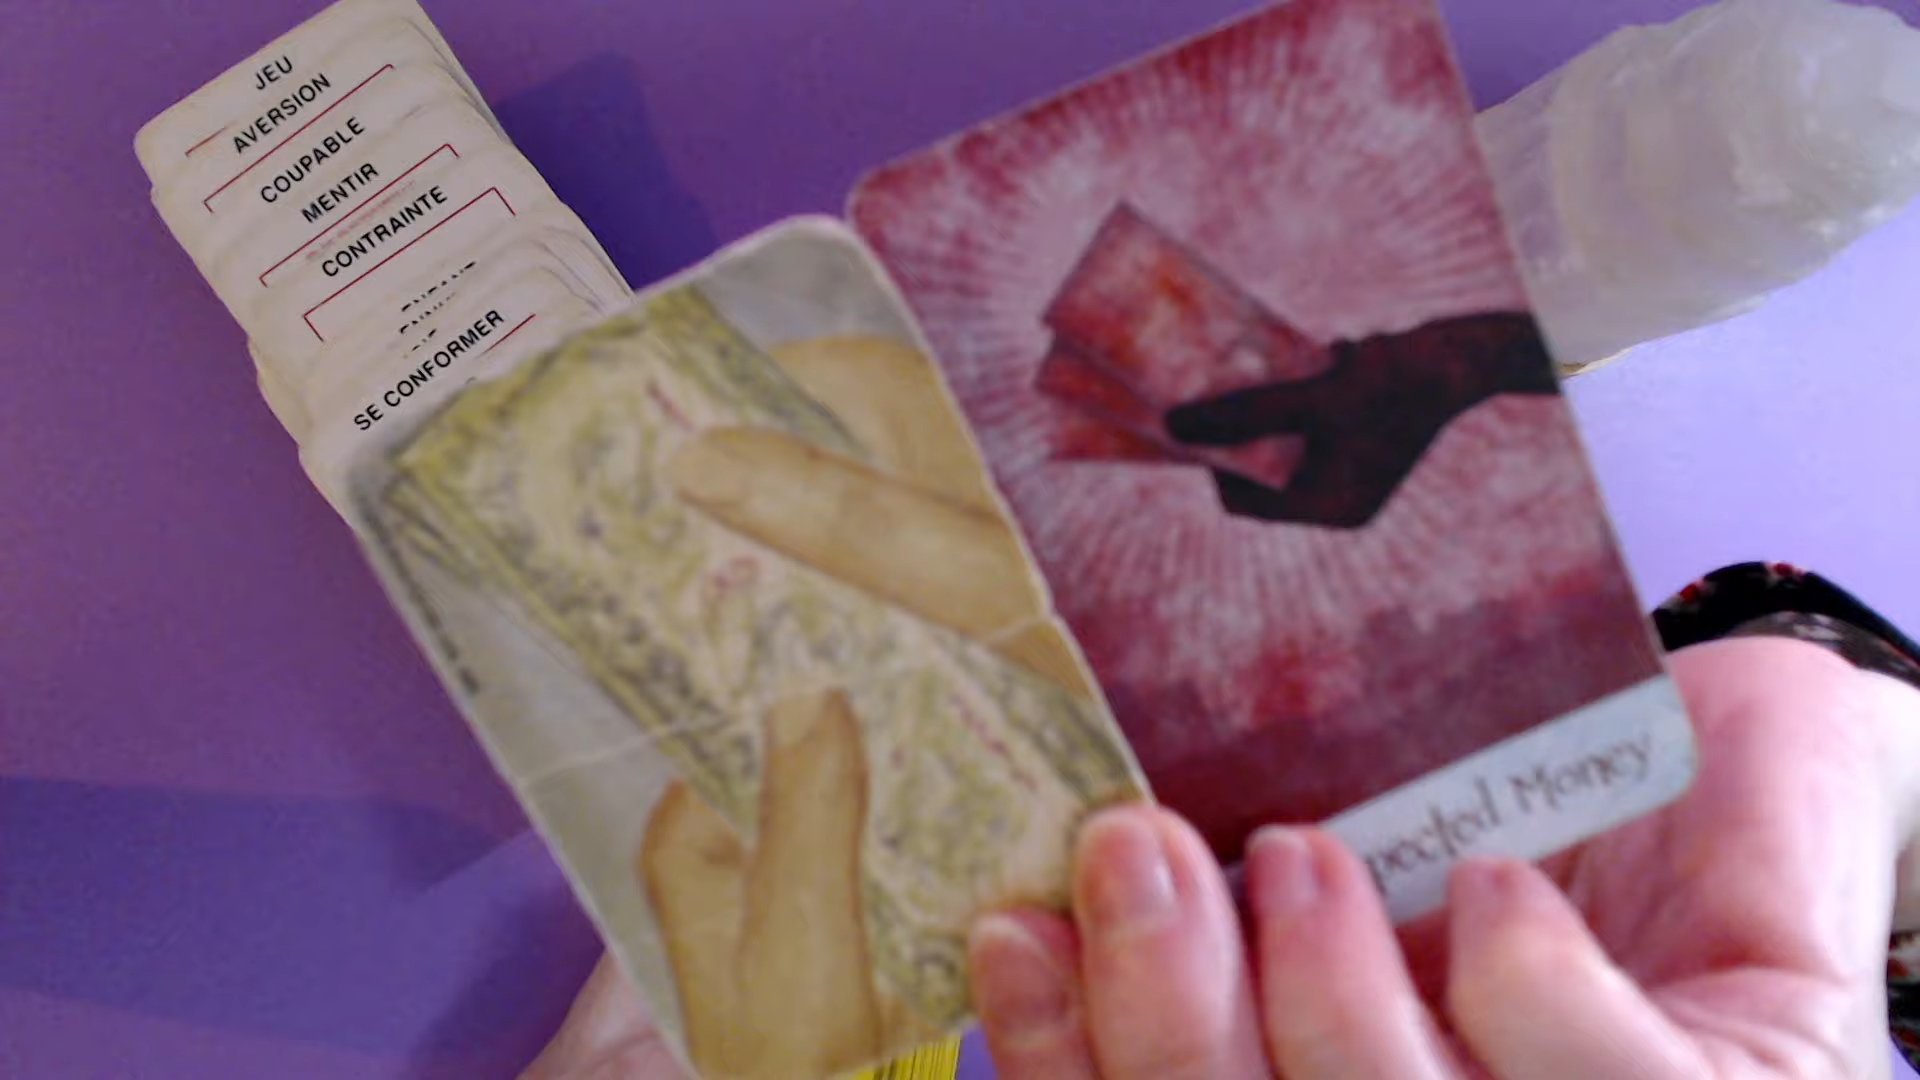 JEU
AVERSION
COUPABLE
MENTIR
CONTRAINTE
SE CONFORMER
pected Money